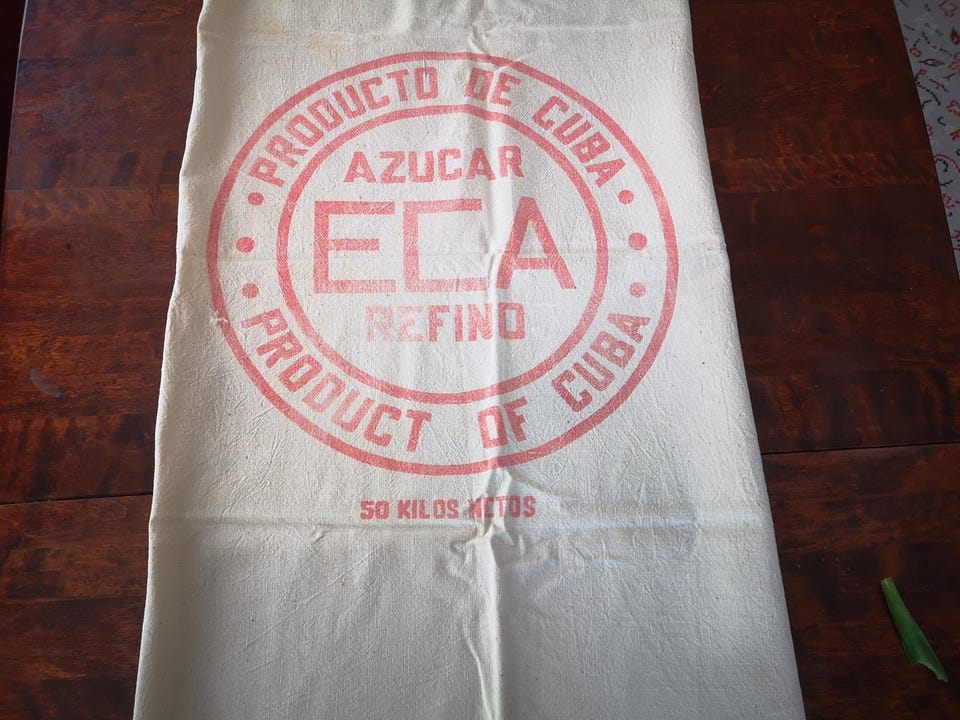 PRODUCTO DE CUBA
AZUCAR
ECA
REFINO
PRODUCT OF CUBA
50 KILOS NETOS